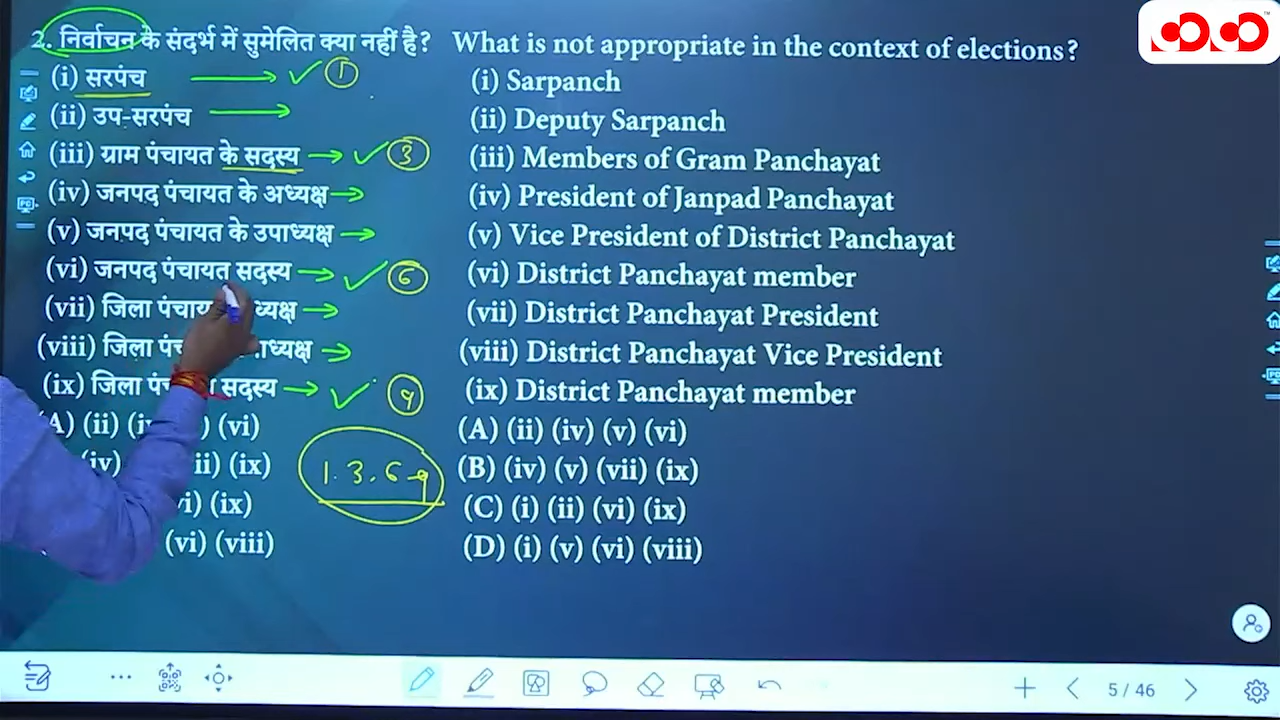 2. निर्वाचन के संदर्भ में सुमेलित क्या नहीं है? What is not appropriate in the context of elections?
(i) सरपंच → ✓ ① (i) Sarpanch
(ii) उप-सरपंच → (ii) Deputy Sarpanch
(iii) ग्राम पंचायत के सदस्य → ✓ ③ (iii) Members of Gram Panchayat
(iv) जनपद पंचायत के अध्यक्ष → (iv) President of Janpad Panchayat
(v) जनपद पंचायत के उपाध्यक्ष → (v) Vice President of District Panchayat
(vi) जनपद पंचायत सदस्य → ✓ ⑥ (vi) District Panchayat member
(vii) जिला → (vii) District Panchayat President
(viii) जिला → (viii) District Panchayat Vice President
(ix) जिला सदस्य → ✓ ⑨ (ix) District Panchayat member
(ii) (vi) (A) (ii) (iv) (v) (vi)
(ix) 1. 3. 6 9 (B) (iv) (v) (vii) (ix)
(ix) (C) (i) (ii) (vi) (ix)
(vi) (viii) (D) (i) (v) (vi) (viii)
5 / 46